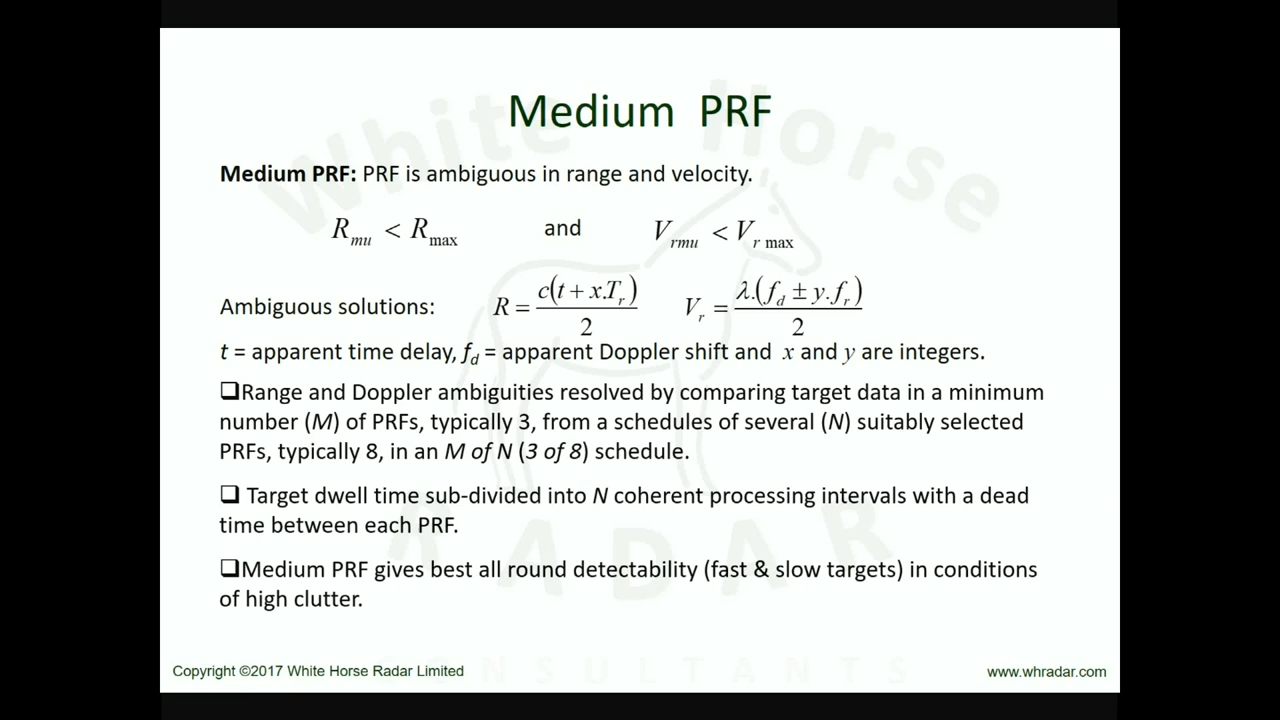 Medium PRF
Medium PRF: PRF is ambiguous in range and velocity.
R_mu < R_max and V_rmu < V_r max
Ambiguous solutions: R = c(t + x.T_r) / 2 V_r = λ.(f_d ± y.f_r) / 2
t = apparent time delay, f_d = apparent Doppler shift and x and y are integers.
❑Range and Doppler ambiguities resolved by comparing target data in a minimum
number (M) of PRFs, typically 3, from a schedules of several (N) suitably selected
PRFs, typically 8, in an M of N (3 of 8) schedule.
❑ Target dwell time sub-divided into N coherent processing intervals with a dead
time between each PRF.
❑Medium PRF gives best all round detectability (fast & slow targets) in conditions
of high clutter.
White Horse
RADAR
CONSULTANTS
Copyright ©2017 White Horse Radar Limited
www.whradar.com